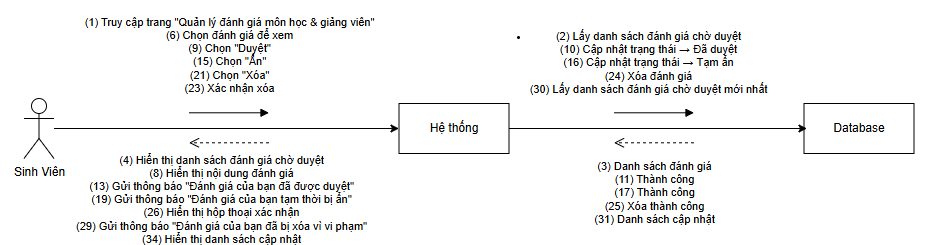 (1) Truy cập trang "Quản lý đánh giá môn học & giảng viên"
(6) Chọn đánh giá để xem
(9) Chọn "Duyệt"
(15) Chọn "Ẩn"
(21) Chọn "Xóa"
(23) Xác nhận xóa
(2) Lấy danh sách đánh giá chờ duyệt
(10) Cập nhật trạng thái → Đã duyệt
(16) Cập nhật trạng thái → Tạm ẩn
(24) Xóa đánh giá
(30) Lấy danh sách đánh giá chờ duyệt mới nhất
Sinh Viên
Hệ thống
Database
(4) Hiển thị danh sách đánh giá chờ duyệt
(8) Hiển thị nội dung đánh giá
(13) Gửi thông báo "Đánh giá của bạn đã được duyệt"
(19) Gửi thông báo "Đánh giá của bạn tạm thời bị ẩn"
(26) Hiển thị hộp thoại xác nhận
(29) Gửi thông báo "Đánh giá của bạn đã bị xóa vì vi phạm"
(34) Hiển thị danh sách cập nhật
(3) Danh sách đánh giá
(11) Thành công
(17) Thành công
(25) Xóa thành công
(31) Danh sách cập nhật